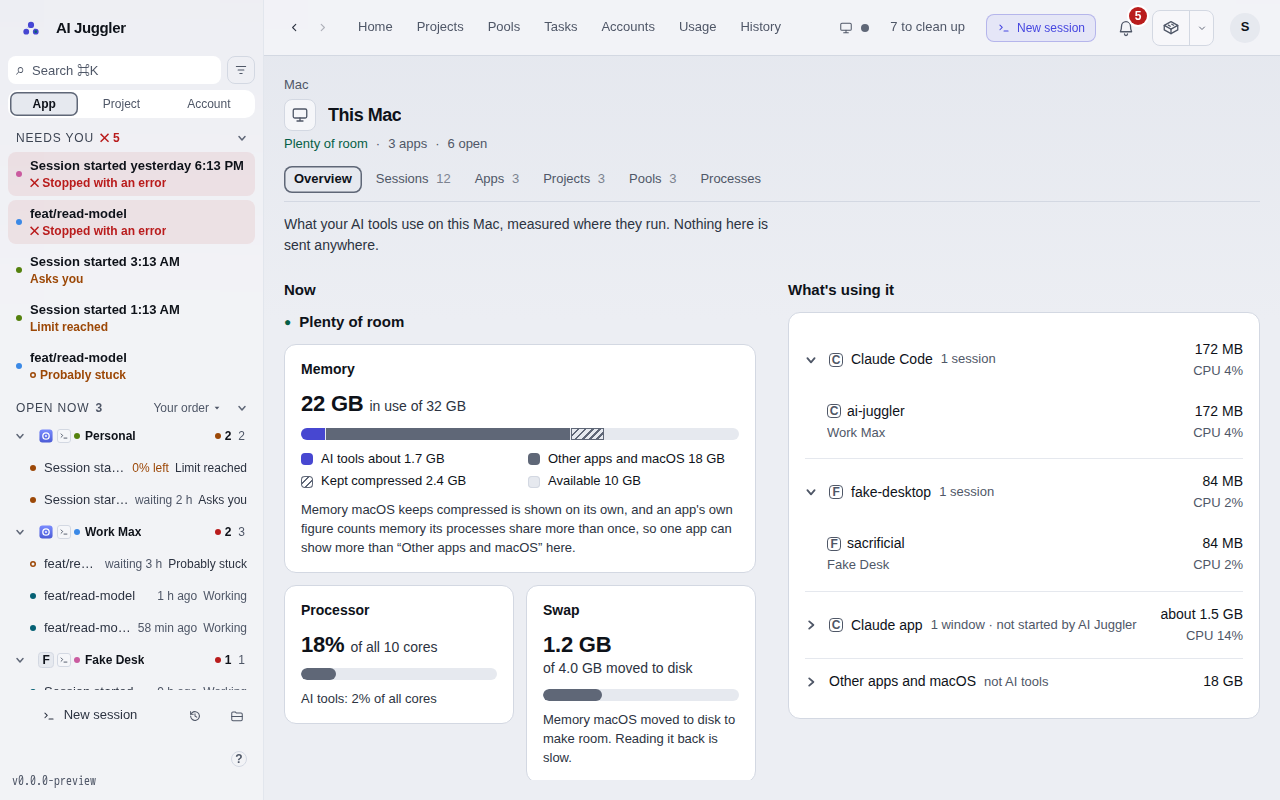 AI Juggler
Search ⌘K
App Project Account
NEEDS YOU 5
Session started yesterday 6:13 PM
Stopped with an error
feat/read-model
Stopped with an error
Session started 3:13 AM
Asks you
Session started 1:13 AM
Limit reached
feat/read-model
Probably stuck
OPEN NOW 3 Your order
Personal 2 2
Session sta… 0% left Limit reached
Session star… waiting 2 h Asks you
Work Max 2 3
feat/re… waiting 3 h Probably stuck
feat/read-model 1 h ago Working
feat/read-mo… 58 min ago Working
F Fake Desk 1 1
New session
?
v0.0.0-preview
Home Projects Pools Tasks Accounts Usage History
7 to clean up
New session
5
S
Mac
This Mac
Plenty of room · 3 apps · 6 open
Overview Sessions 12 Apps 3 Projects 3 Pools 3 Processes
What your AI tools use on this Mac, measured where they run. Nothing here is
sent anywhere.
Now
Plenty of room
Memory
22 GB in use of 32 GB
AI tools about 1.7 GB Other apps and macOS 18 GB
Kept compressed 2.4 GB Available 10 GB
Memory macOS keeps compressed is shown on its own, and an app's own
figure counts memory its processes share more than once, so one app can
show more than “Other apps and macOS” here.
Processor
18% of all 10 cores
AI tools: 2% of all cores
Swap
1.2 GB
of 4.0 GB moved to disk
Memory macOS moved to disk to
make room. Reading it back is
slow.
What's using it
C Claude Code 1 session 172 MB
CPU 4%
C ai-juggler 172 MB
Work Max CPU 4%
F fake-desktop 1 session 84 MB
CPU 2%
F sacrificial 84 MB
Fake Desk CPU 2%
C Claude app 1 window · not started by AI Juggler about 1.5 GB
CPU 14%
Other apps and macOS not AI tools 18 GB